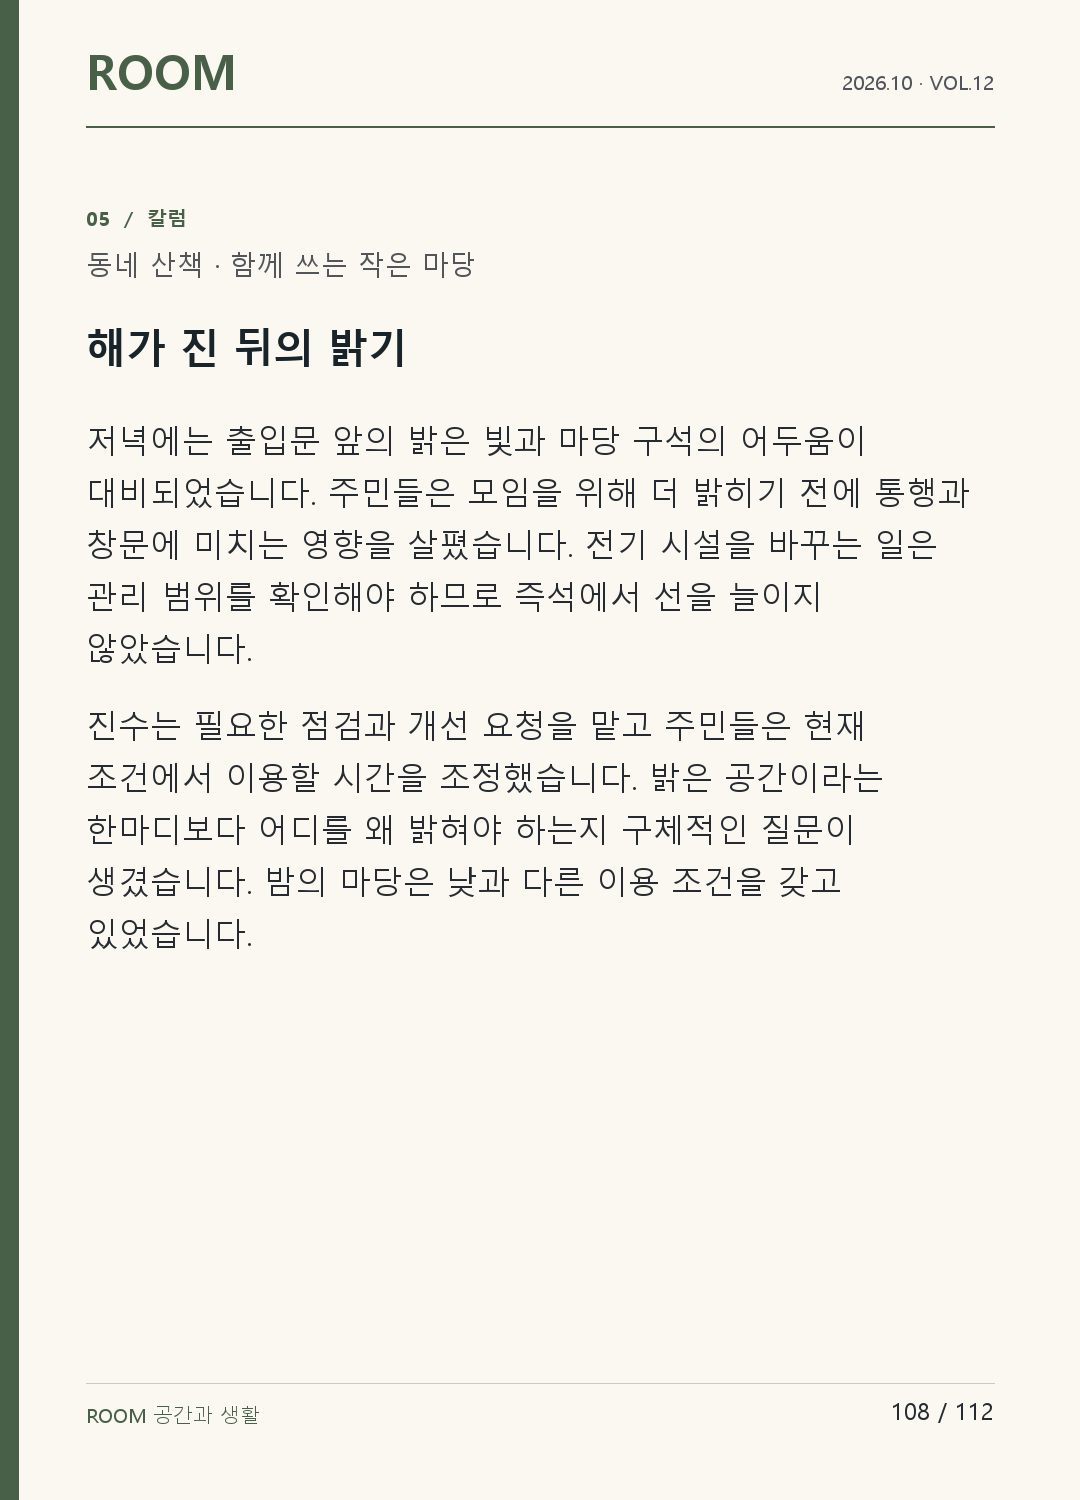 ROOM
2026.10 · VOL.12
05 / 칼럼
동네 산책 · 함께 쓰는 작은 마당
해가 진 뒤의 밝기
저녁에는 출입문 앞의 밝은 빛과 마당 구석의 어두움이
대비되었습니다. 주민들은 모임을 위해 더 밝히기 전에 통행과
창문에 미치는 영향을 살폈습니다. 전기 시설을 바꾸는 일은
관리 범위를 확인해야 하므로 즉석에서 선을 늘이지
않았습니다.
진수는 필요한 점검과 개선 요청을 맡고 주민들은 현재
조건에서 이용할 시간을 조정했습니다. 밝은 공간이라는
한마디보다 어디를 왜 밝혀야 하는지 구체적인 질문이
생겼습니다. 밤의 마당은 낮과 다른 이용 조건을 갖고
있었습니다.
ROOM 공간과 생활
108 / 112